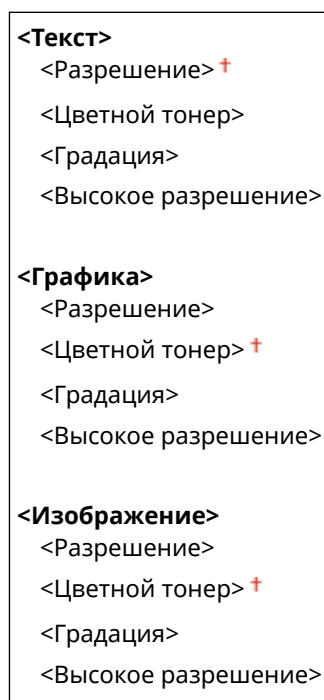 <Текст>
<Разрешение> †
<Цветной тонер>
<Градация>
<Высокое разрешение>
<Графика>
<Разрешение>
<Цветной тонер> †
<Градация>
<Высокое разрешение>
<Изображение>
<Разрешение>
<Цветной тонер> †
<Градация>
<Высокое разрешение>